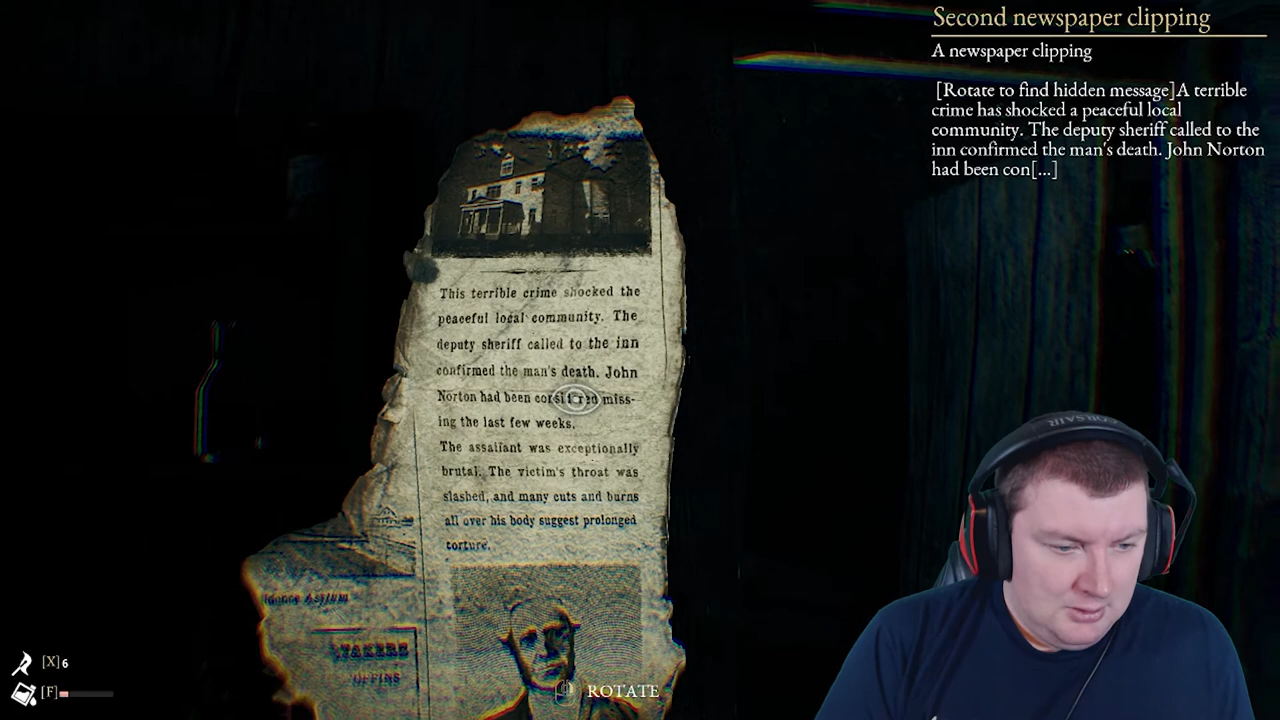 Second newspaper clipping
A newspaper clipping
[Rotate to find hidden message]A terrible
crime has shocked a peaceful local
community. The deputy sheriff called to the
inn confirmed the man's death. John Norton
had been con[...]
This terrible crime shocked the
peaceful local community. The
deputy sheriff called to the inn
confirmed the man's death. John
Norton had been miss-
ing the last few weeks.
The assailant was exceptionally
brutal. The victim's throat was
slashed, and many cuts and burns
all over his body suggest prolonged
torture.
Asylum
[X] 6
[F]
ROTATE
CORSAIR